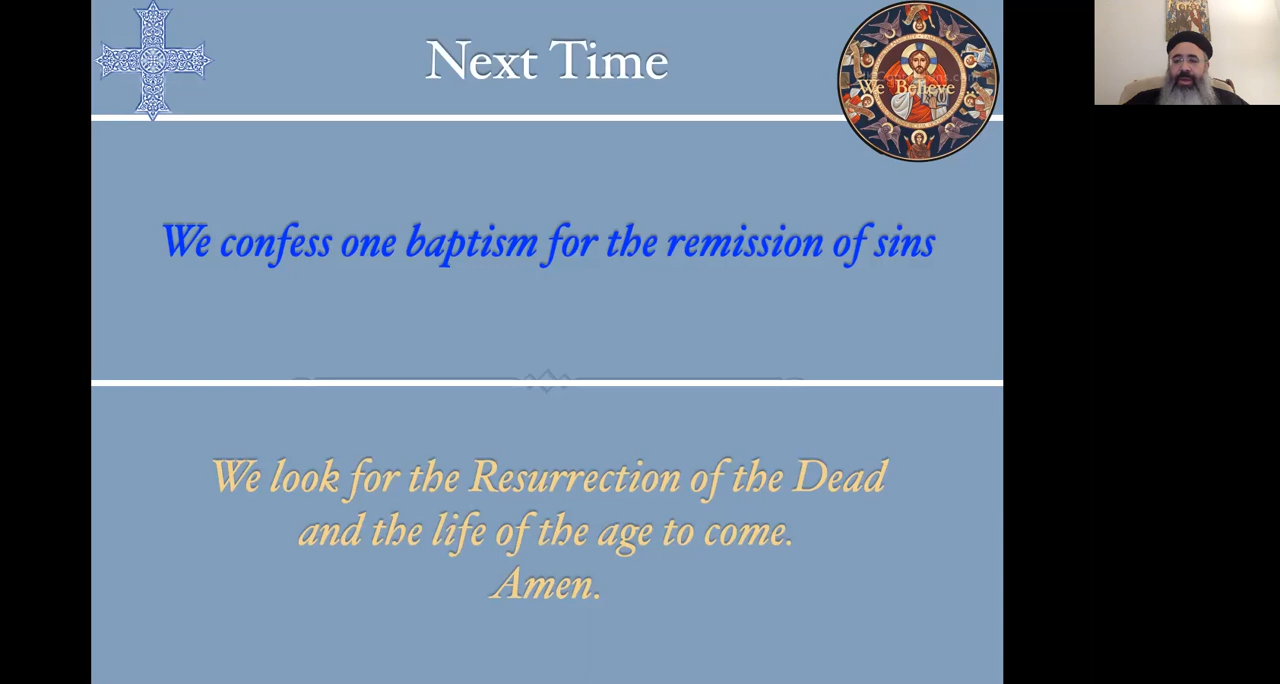 Next Time
We Believe ...
We confess one baptism for the remission of sins
We look for the Resurrection of the Dead
and the life of the age to come.
Amen.